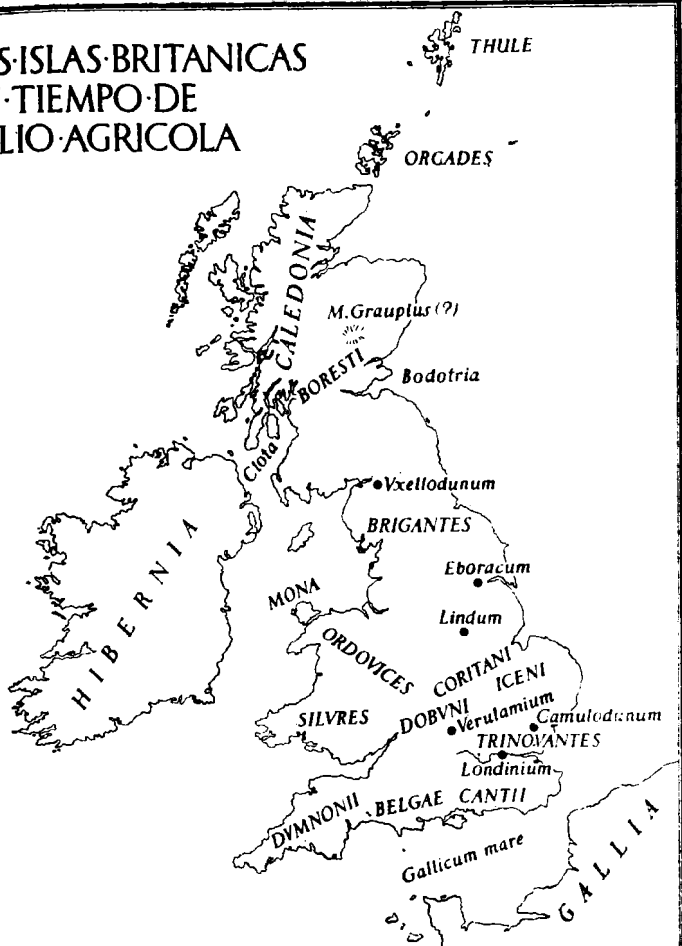 S·ISLAS·BRITANICAS
·TIEMPO·DE
LIO·AGRICOLA
THULE
ORCADES
CALEDONIA
M.Grauplus (?)
BORESTI
Bodotria
Clota
Vxellodunum
BRIGANTES
HIBERNIA
Eboracum
MONA
Lindum
ORDOVICES
CORITANI
ICENI
SILVRES
DOBVNI
Verulamium
Camulodunum
TRINOVANTES
Londinium
DVMNONII
BELGAE
CANTII
Gallicum mare
GALLIA